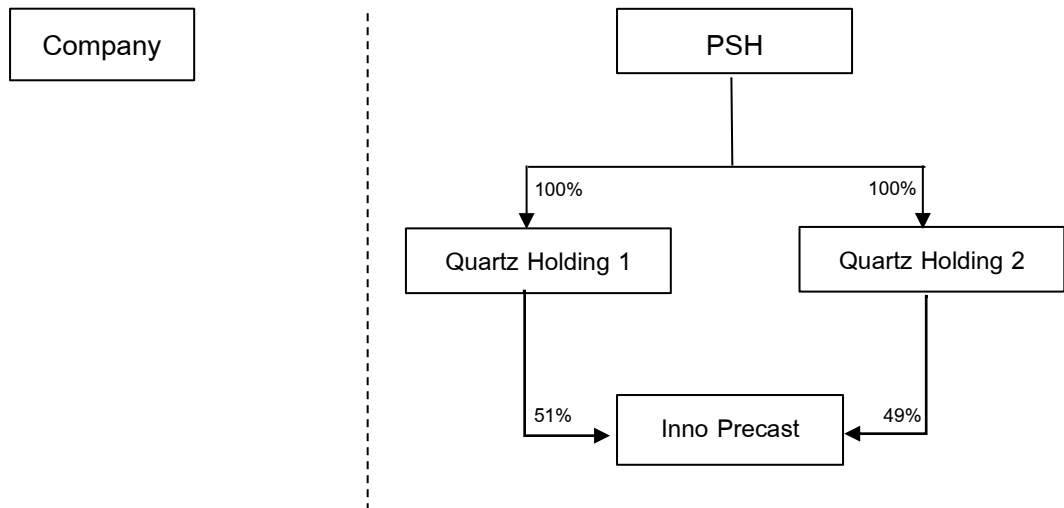 Company
PSH
100%
100%
Quartz Holding 1
Quartz Holding 2
51%
49%
Inno Precast